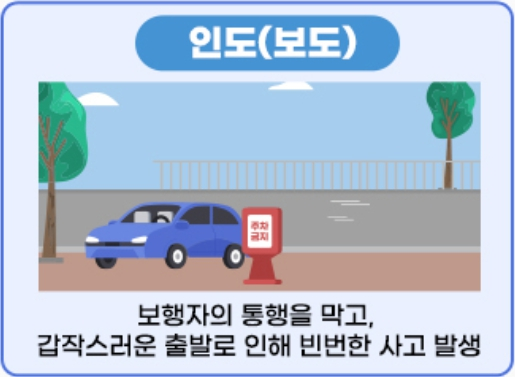 인도(보도)
주차
금지
보행자의 통행을 막고,
갑작스러운 출발로 인해 빈번한 사고 발생